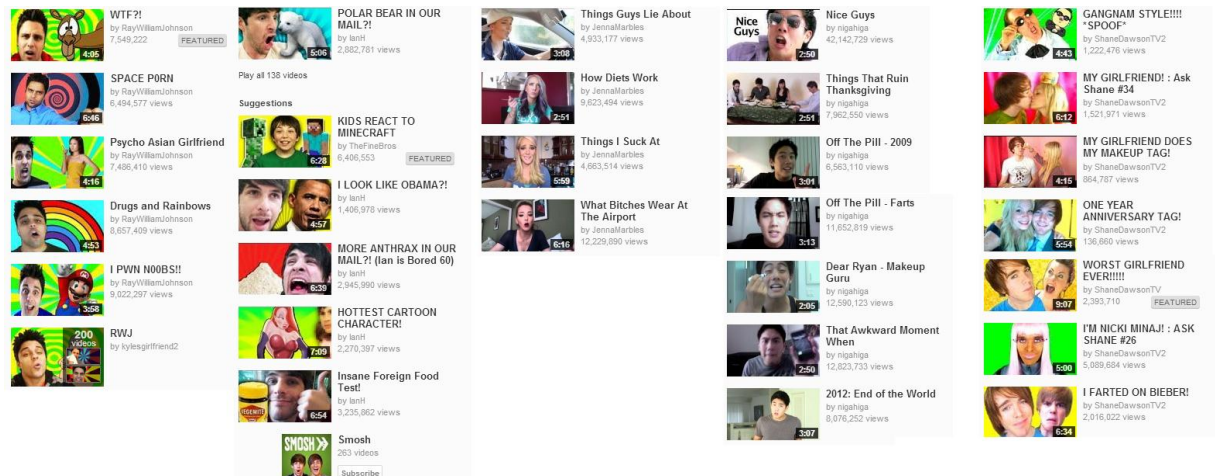 WTF?!
by RayWilliamJohnson
7,549,222 FEATURED
4:05
SPACE P0RN
by RayWilliamJohnson
6,494,577 views
6:46
Psycho Asian Girlfriend
by RayWilliamJohnson
7,486,410 views
4:16
Drugs and Rainbows
by RayWilliamJohnson
8,657,409 views
4:53
I PWN N00BS!!
by RayWilliamJohnson
9,022,297 views
3:58
RWJ
by kylesgirlfriend2
200
videos
POLAR BEAR IN OUR
MAIL?!
by IanH
2,882,781 views
5:06
Play all 138 videos
Suggestions
KIDS REACT TO
MINECRAFT
by TheFineBros
6,406,553 FEATURED
6:28
I LOOK LIKE OBAMA?!
by IanH
1,406,978 views
4:57
MORE ANTHRAX IN OUR
MAIL?! (Ian is Bored 60)
by IanH
2,945,990 views
6:39
HOTTEST CARTOON
CHARACTER!
by IanH
2,270,397 views
7:09
Insane Foreign Food
Test!
by IanH
3,235,862 views
VEGEMITE
6:54
SMOSH
Smosh
263 videos
Subscribe
Things Guys Lie About
by JennaMarbles
4,933,177 views
3:08
How Diets Work
by JennaMarbles
9,623,494 views
2:51
Things I Suck At
by JennaMarbles
4,663,514 views
5:59
What Bitches Wear At
The Airport
by JennaMarbles
12,229,890 views
6:16
Nice
Guys
Nice Guys
by nigahiga
42,142,729 views
2:50
Things That Ruin
Thanksgiving
by nigahiga
7,962,550 views
2:51
Off The Pill - 2009
by nigahiga
6,563,110 views
3:01
Off The Pill - Farts
by nigahiga
11,652,819 views
3:13
Dear Ryan - Makeup
Guru
by nigahiga
12,590,123 views
2:05
That Awkward Moment
When
by nigahiga
12,823,733 views
2:50
2012: End of the World
by nigahiga
8,076,252 views
3:07
GANGNAM STYLE!!!!
*SPOOF*
by ShaneDawsonTV2
1,222,476 views
4:43
MY GIRLFRIEND! : Ask
Shane #34
by ShaneDawsonTV2
1,521,971 views
6:12
MY GIRLFRIEND DOES
MY MAKEUP TAG!
by ShaneDawsonTV2
864,787 views
4:15
ONE YEAR
ANNIVERSARY TAG!
by ShaneDawsonTV2
136,660 views
5:54
WORST GIRLFRIEND
EVER!!!!!
by ShaneDawsonTV
2,393,710 FEATURED
9:07
I'M NICKI MINAJ! : ASK
SHANE #26
by ShaneDawsonTV2
5,089,684 views
5:00
I FARTED ON BIEBER!
by ShaneDawsonTV2
2,016,022 views
6:34